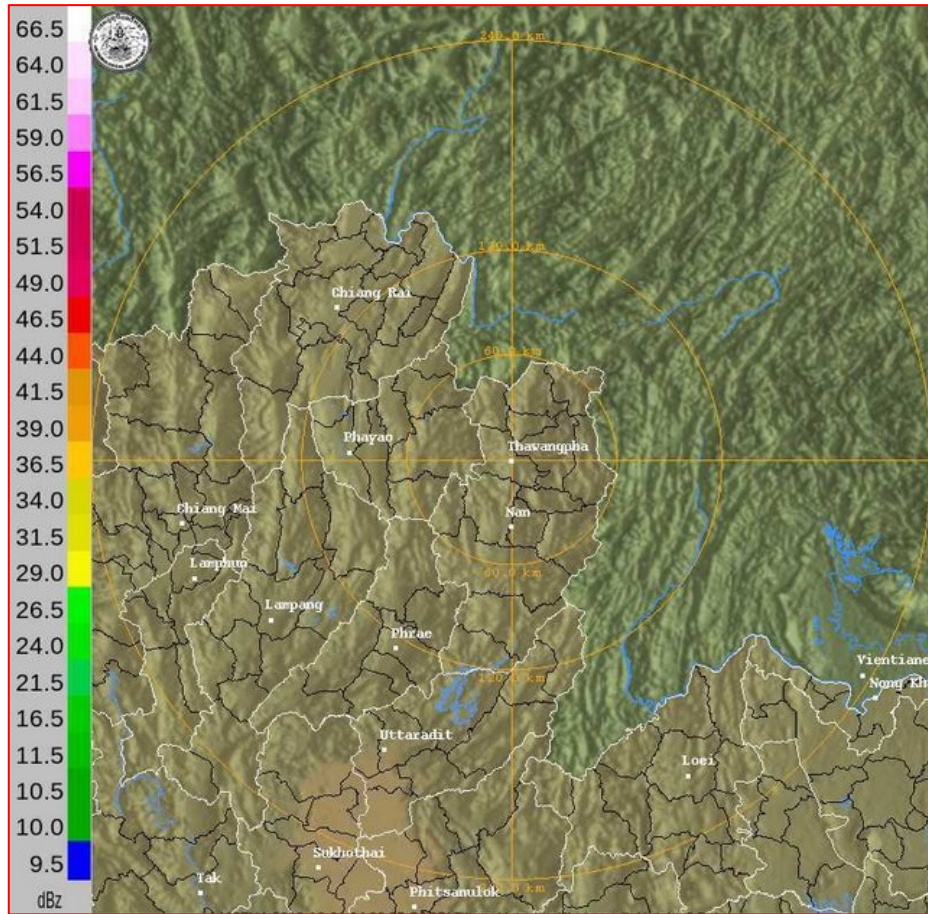 66.5
64.0
61.5
59.0
56.5
54.0
51.5
49.0
46.5
44.0
41.5
39.0
36.5
34.0
31.5
29.0
26.5
24.0
21.5
16.5
11.5
10.5
10.0
9.5
dBz
240.0 km
120.0 km
Chiang Rai
60.0 km
Phayao
Thawangpha
Chiang Mai
Nan
Lamphun
60.0 km
Lampang
Phrae
120.0 km
Vientiane
Nong Kh
Uttaradit
Loei
Sukhothai
Tak
Phitsanulok